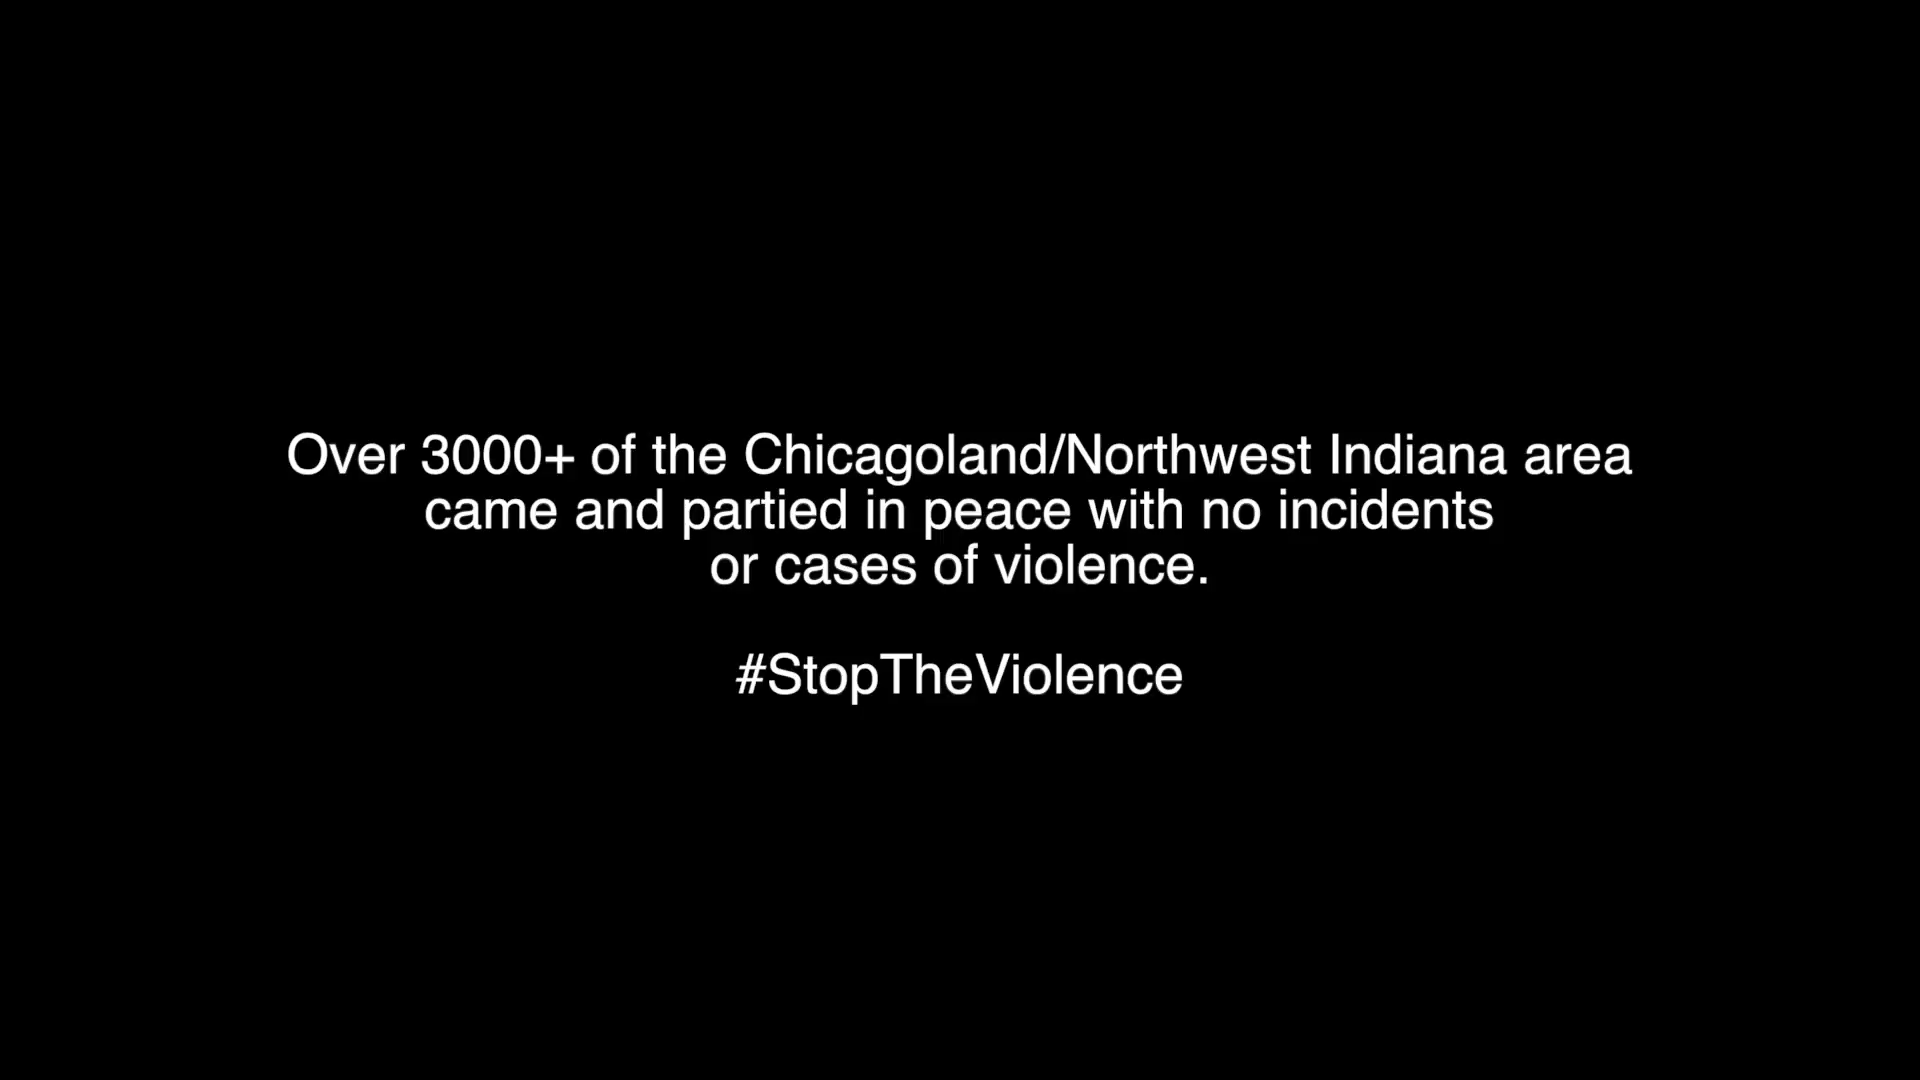 Over 3000+ of the Chicagoland/Northwest Indiana area
came and partied in peace with no incidents
or cases of violence.
#StopTheViolence